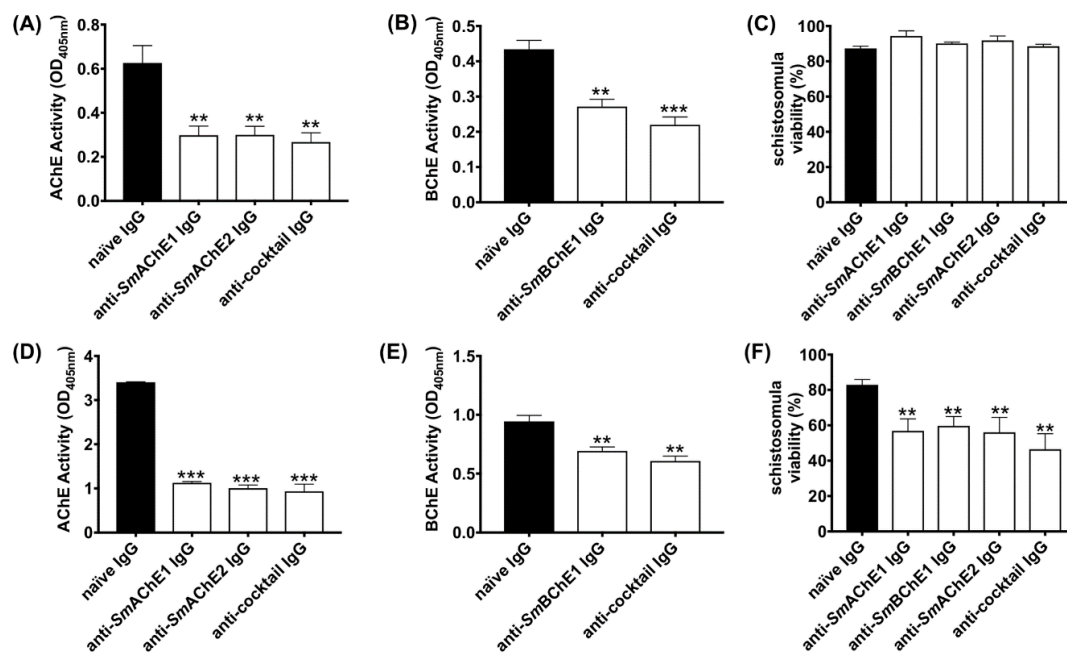 (A)
AChE Activity (OD405nm)
0.8
0.6
0.4
0.2
0.0
**
**
**
naïve IgG
anti-SmAChE1 IgG
anti-SmAChE2 IgG
anti-cocktail IgG
(B)
BChE Activity (OD405nm)
0.5
0.4
0.3
0.2
0.1
0.0
**
***
naïve IgG
anti-SmBChE1 IgG
anti-cocktail IgG
(C)
schistosomula
viability (%)
100
80
60
40
20
0
naïve IgG
anti-SmAChE1 IgG
anti-SmBChE1 IgG
anti-SmAChE2 IgG
anti-cocktail IgG
(D)
AChE Activity (OD405nm)
4
3
2
1
0
***
***
***
naïve IgG
anti-SmAChE1 IgG
anti-SmAChE2 IgG
anti-cocktail IgG
(E)
BChE Activity (OD405nm)
1.5
1.0
0.5
0.0
**
**
naïve IgG
anti-SmBChE1 IgG
anti-cocktail IgG
(F)
schistosomula
viability (%)
100
80
60
40
20
0
**
**
**
**
naïve IgG
anti-SmAChE1 IgG
anti-SmBChE1 IgG
anti-SmAChE2 IgG
anti-cocktail IgG